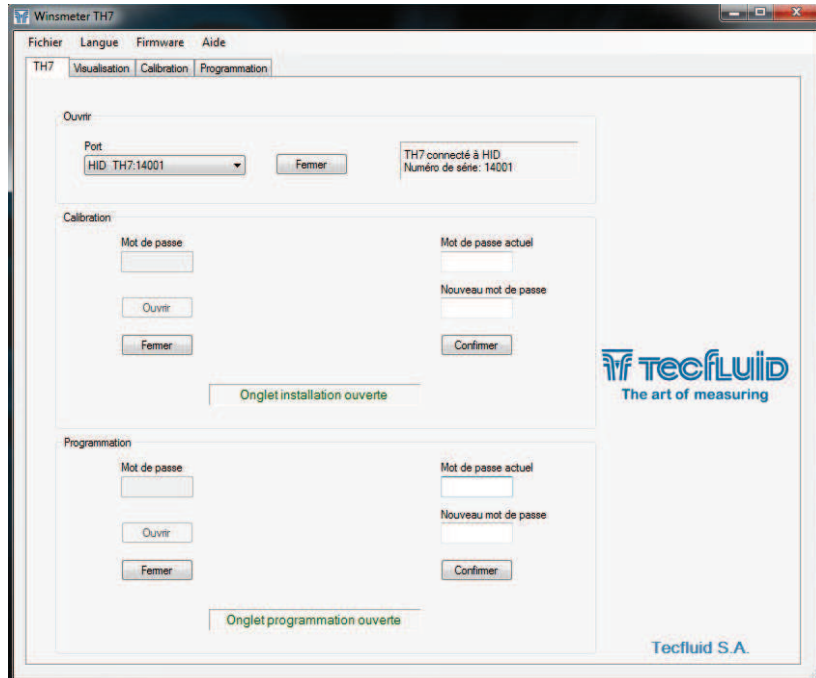 Winsmeter TH7
Fichier Langue Firmware Aide
TH7 Visualisation Calibration Programmation
Ouvrir
Port
HID TH7:14001
Fermer
TH7 connecté à HID
Numéro de série: 14001
Calibration
Mot de passe
Mot de passe actuel
Nouveau mot de passe
Ouvrir
Fermer
Confirmer
Onglet installation ouverte
TECFLUID
The art of measuring
Programmation
Mot de passe
Mot de passe actuel
Nouveau mot de passe
Ouvrir
Fermer
Confirmer
Onglet programmation ouverte
Tecfluid S.A.